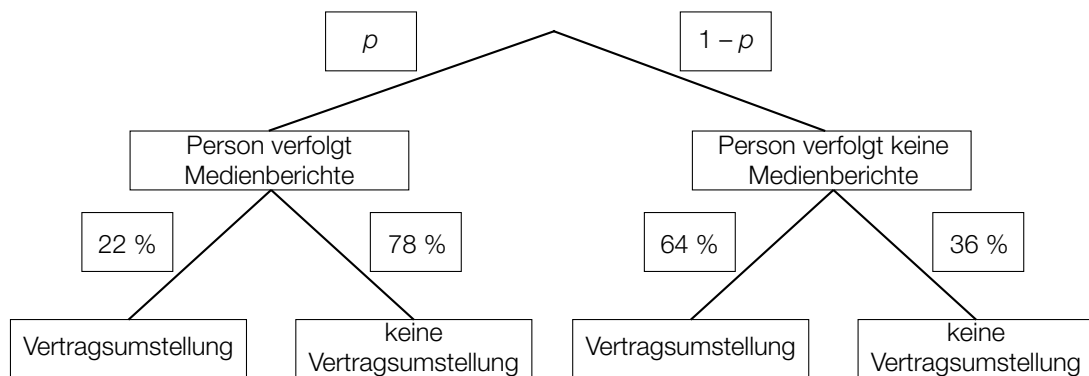 p
1 – p
Person verfolgt
Medienberichte
Person verfolgt keine
Medienberichte
22 %
78 %
64 %
36 %
Vertragsumstellung
keine
Vertragsumstellung
Vertragsumstellung
keine
Vertragsumstellung